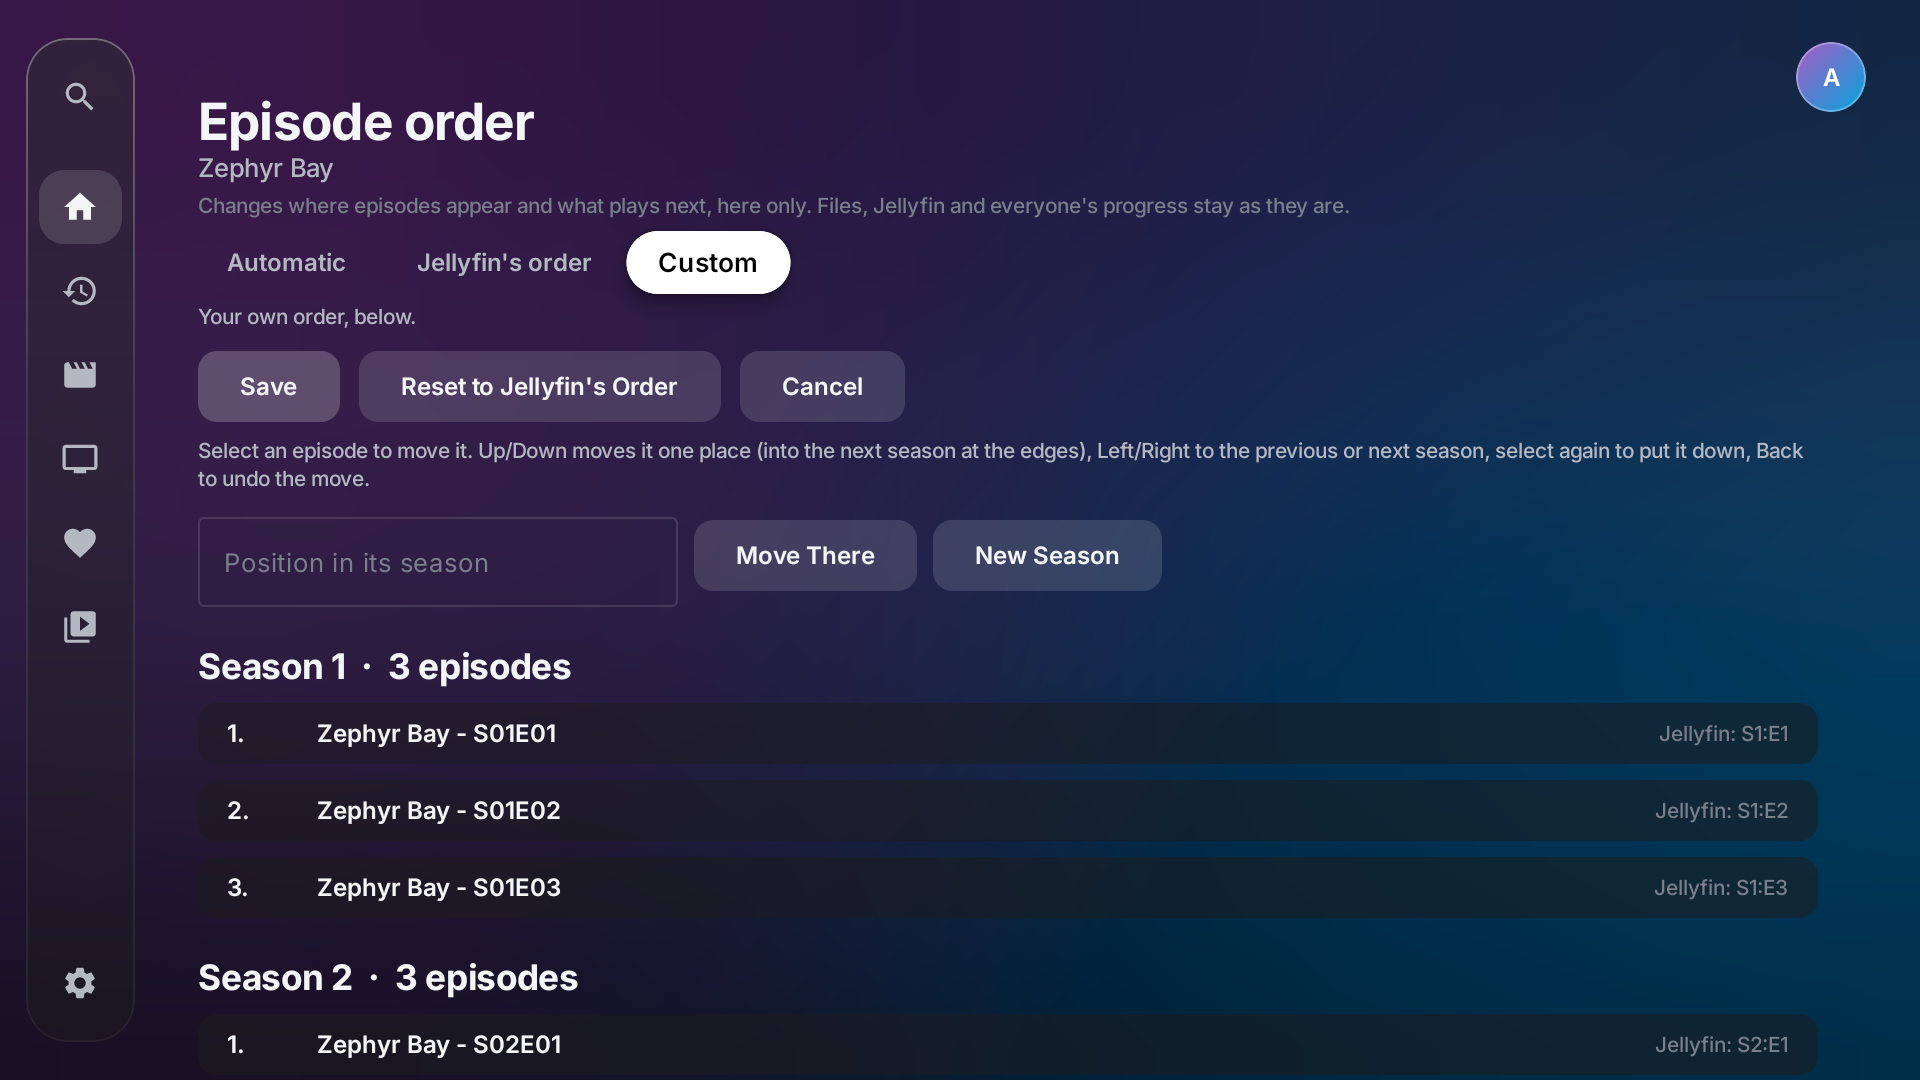 A
Episode order
Zephyr Bay
Changes where episodes appear and what plays next, here only. Files, Jellyfin and everyone's progress stay as they are.
Automatic Jellyfin's order Custom
Your own order, below.
Save Reset to Jellyfin's Order Cancel
Select an episode to move it. Up/Down moves it one place (into the next season at the edges), Left/Right to the previous or next season, select again to put it down, Back
to undo the move.
Position in its season Move There New Season
Season 1 · 3 episodes
1. Zephyr Bay - S01E01 Jellyfin: S1:E1
2. Zephyr Bay - S01E02 Jellyfin: S1:E2
3. Zephyr Bay - S01E03 Jellyfin: S1:E3
Season 2 · 3 episodes
1. Zephyr Bay - S02E01 Jellyfin: S2:E1